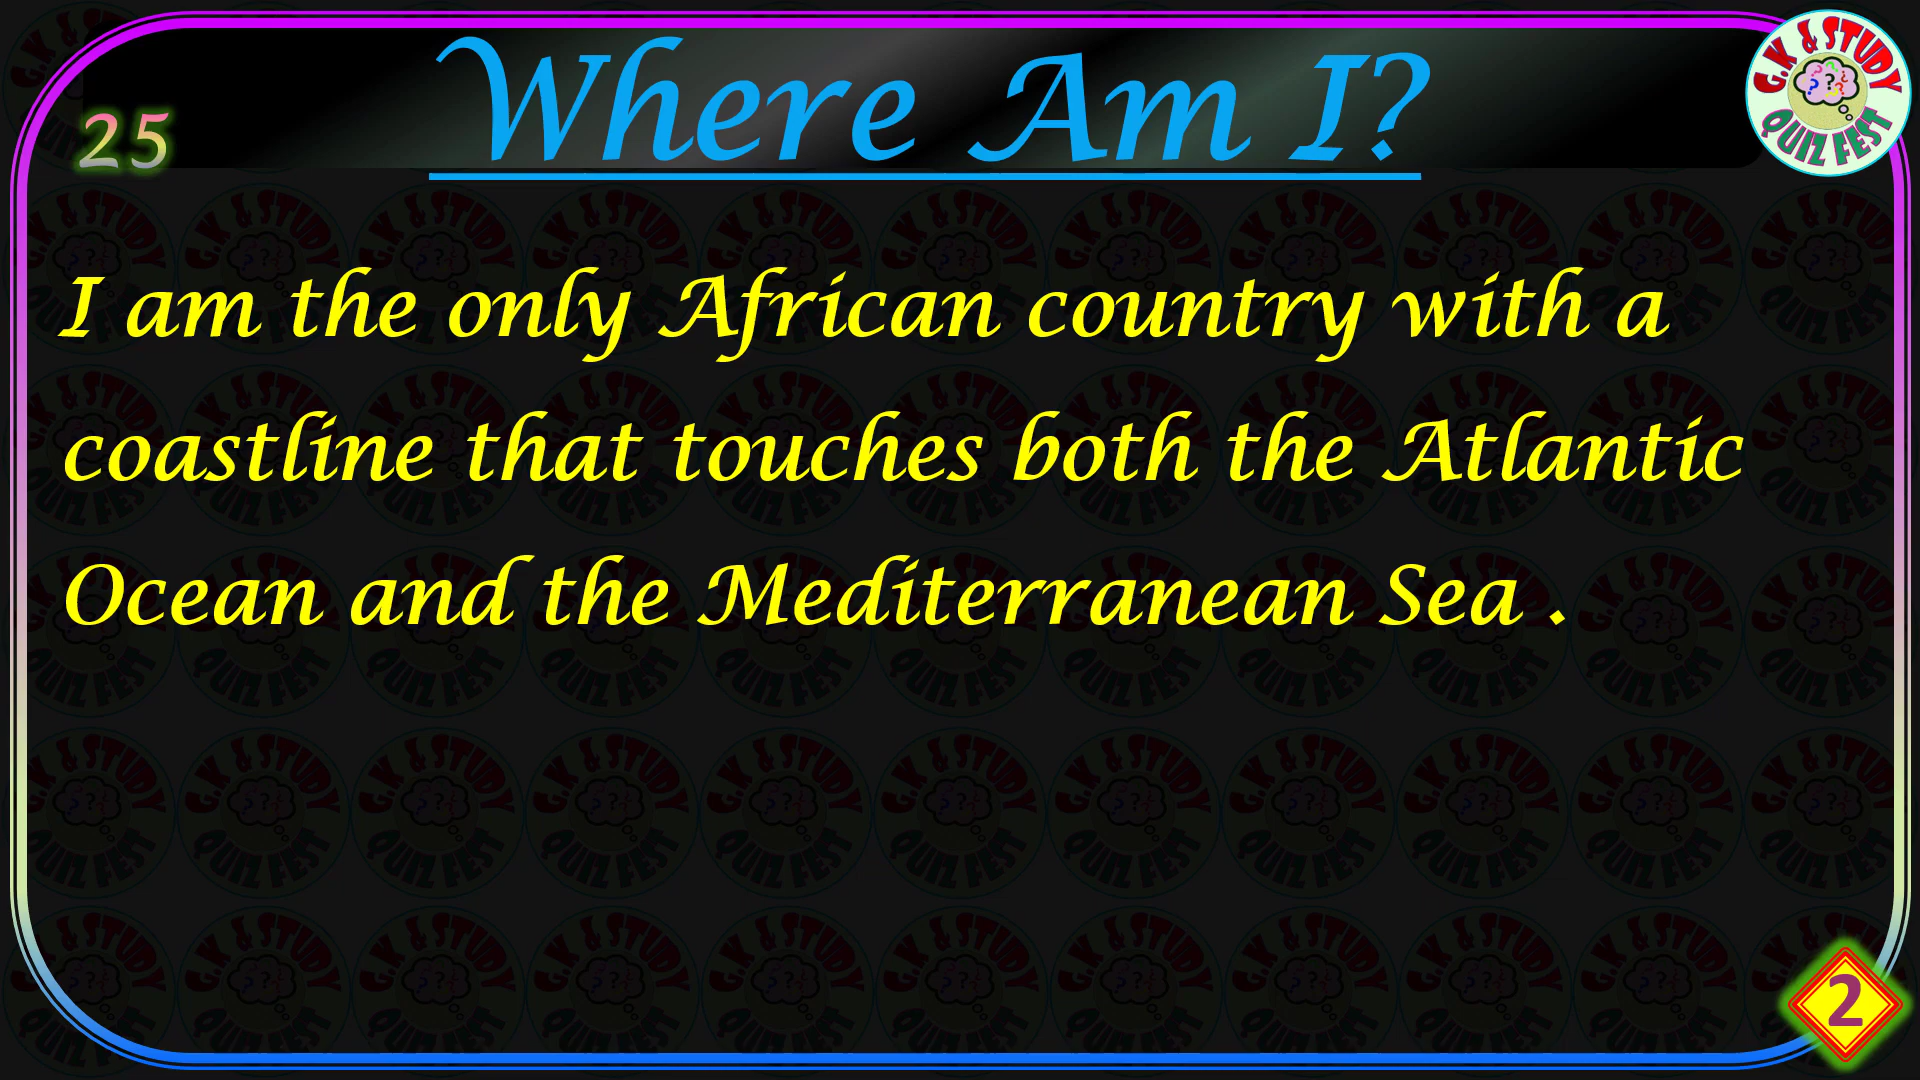 Where Am I?
G.K & STUDY
QUIZ FEST
25
I am the only African country with a
coastline that touches both the Atlantic
Ocean and the Mediterranean Sea .
2